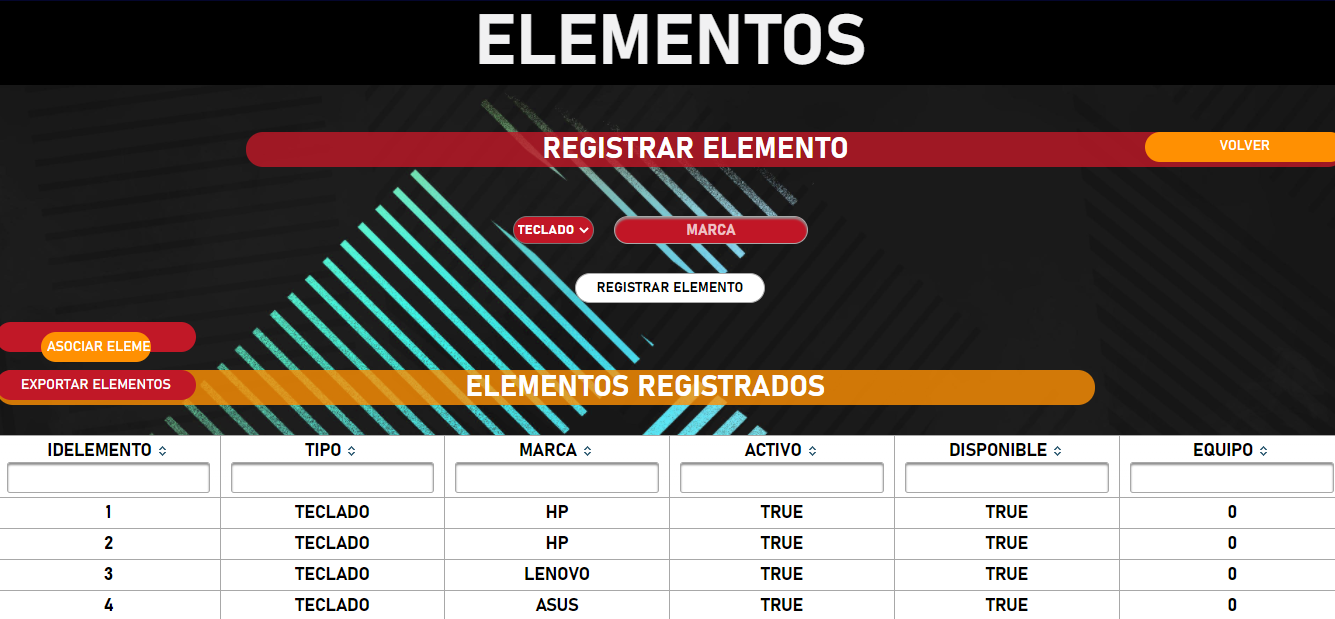 ELEMENTOS
REGISTRAR ELEMENTO
VOLVER
TECLADO
MARCA
REGISTRAR ELEMENTO
ASOCIAR ELEME
EXPORTAR ELEMENTOS
ELEMENTOS REGISTRADOS
IDELEMENTO TIPO MARCA ACTIVO DISPONIBLE EQUIPO
1 TECLADO HP TRUE TRUE 0
2 TECLADO HP TRUE TRUE 0
3 TECLADO LENOVO TRUE TRUE 0
4 TECLADO ASUS TRUE TRUE 0